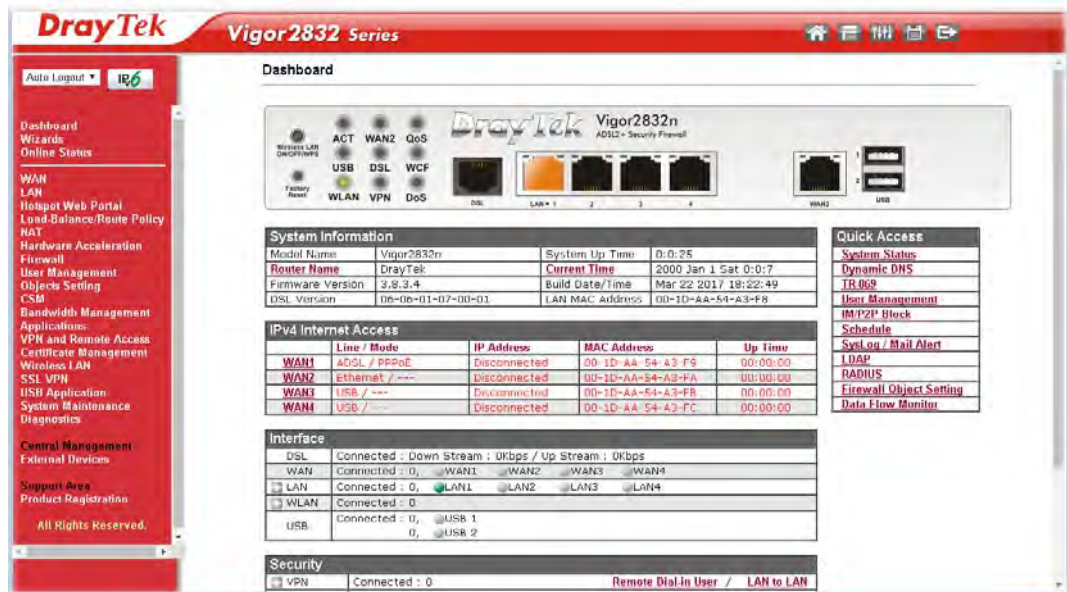 DrayTek
Vigor2832 Series
Auto Logout
IPv6
Dashboard
Wizards
Online Status
WAN
LAN
Hotspot Web Portal
Load-Balance/Route Policy
NAT
Hardware Acceleration
Firewall
User Management
Objects Setting
CSM
Bandwidth Management
Applications
VPN and Remote Access
Certificate Management
Wireless LAN
SSL VPN
USB Application
System Maintenance
Diagnostics
Central Management
External Devices
Support Area
Product Registration
All Rights Reserved.
Dashboard
Wireless LAN ON/OFF/WPS
Factory Reset
ACT WAN2 QoS
USB DSL WCF
WLAN VPN DoS
DrayTek
Vigor2832n
ADSL2+ Security Firewall
DSL LAN 1 2 3 4 WAN2 1 2 USB
System Information
Model Name Vigor2832n System Up Time 0:0:25
Router Name DrayTek Current Time 2000 Jan 1 Sat 0:0:7
Firmware Version 3.8.3.4 Build Date/Time Mar 22 2017 18:22:49
DSL Version 06-06-01-07-00-01 LAN MAC Address 00-1D-AA-54-A3-F8
IPv4 Internet Access
Line / Mode IP Address MAC Address Up Time
WAN1 ADSL / PPPoE Disconnected 00-1D-AA-54-A3-F9 00:00:00
WAN2 Ethernet / --- Disconnected 00-1D-AA-54-A3-FA 00:00:00
WAN3 USB / --- Disconnected 00-1D-AA-54-A3-FB 00:00:00
WAN4 USB / --- Disconnected 00-1D-AA-54-A3-FC 00:00:00
Interface
DSL Connected : Down Stream : 0Kbps / Up Stream : 0Kbps
WAN Connected : 0, WAN1 WAN2 WAN3 WAN4
LAN Connected : 0, LAN1 LAN2 LAN3 LAN4
WLAN Connected : 0
USB Connected : 0, USB 1
0, USB 2
Security
VPN Connected : 0 Remote Dial-in User / LAN to LAN
Quick Access
System Status
Dynamic DNS
TR-069
User Management
IM/P2P Block
Schedule
SysLog / Mail Alert
LDAP
RADIUS
Firewall Object Setting
Data Flow Monitor